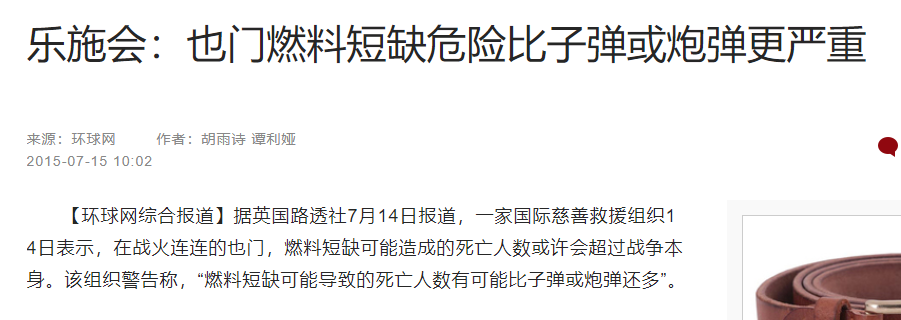 乐施会：也门燃料短缺危险比子弹或炮弹更严重
来源：环球网 作者：胡雨诗 谭利娅
2015-07-15 10:02
【环球网综合报道】据英国路透社7月14日报道，一家国际慈善救援组织1
4日表示，在战火连连的也门，燃料短缺可能造成的死亡人数或许会超过战争本
身。该组织警告称，“燃料短缺可能导致的死亡人数有可能比子弹或炮弹还多”。